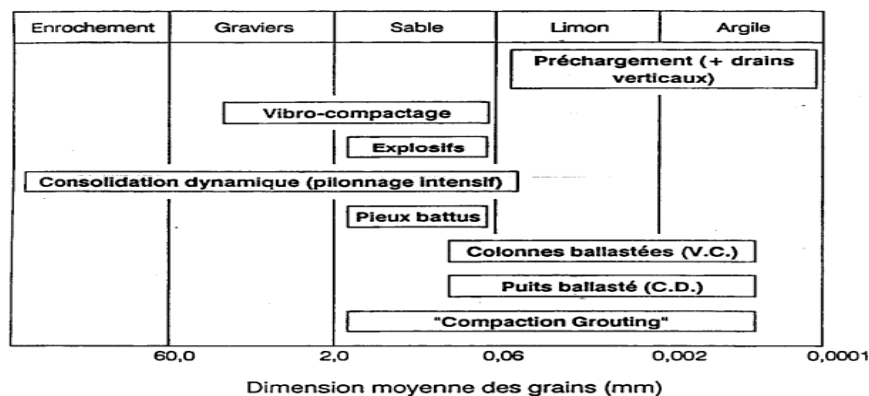 Enrochement Graviers Sable Limon Argile
Préchargement (+ drains
verticaux)
Vibro-compactage
Explosifs
Consolidation dynamique (pilonnage intensif)
Pieux battus
Colonnes ballastées (V.C.)
Puits ballasté (C.D.)
"Compaction Grouting"
60,0 2,0 0,06 0,002 0,0001
Dimension moyenne des grains (mm)